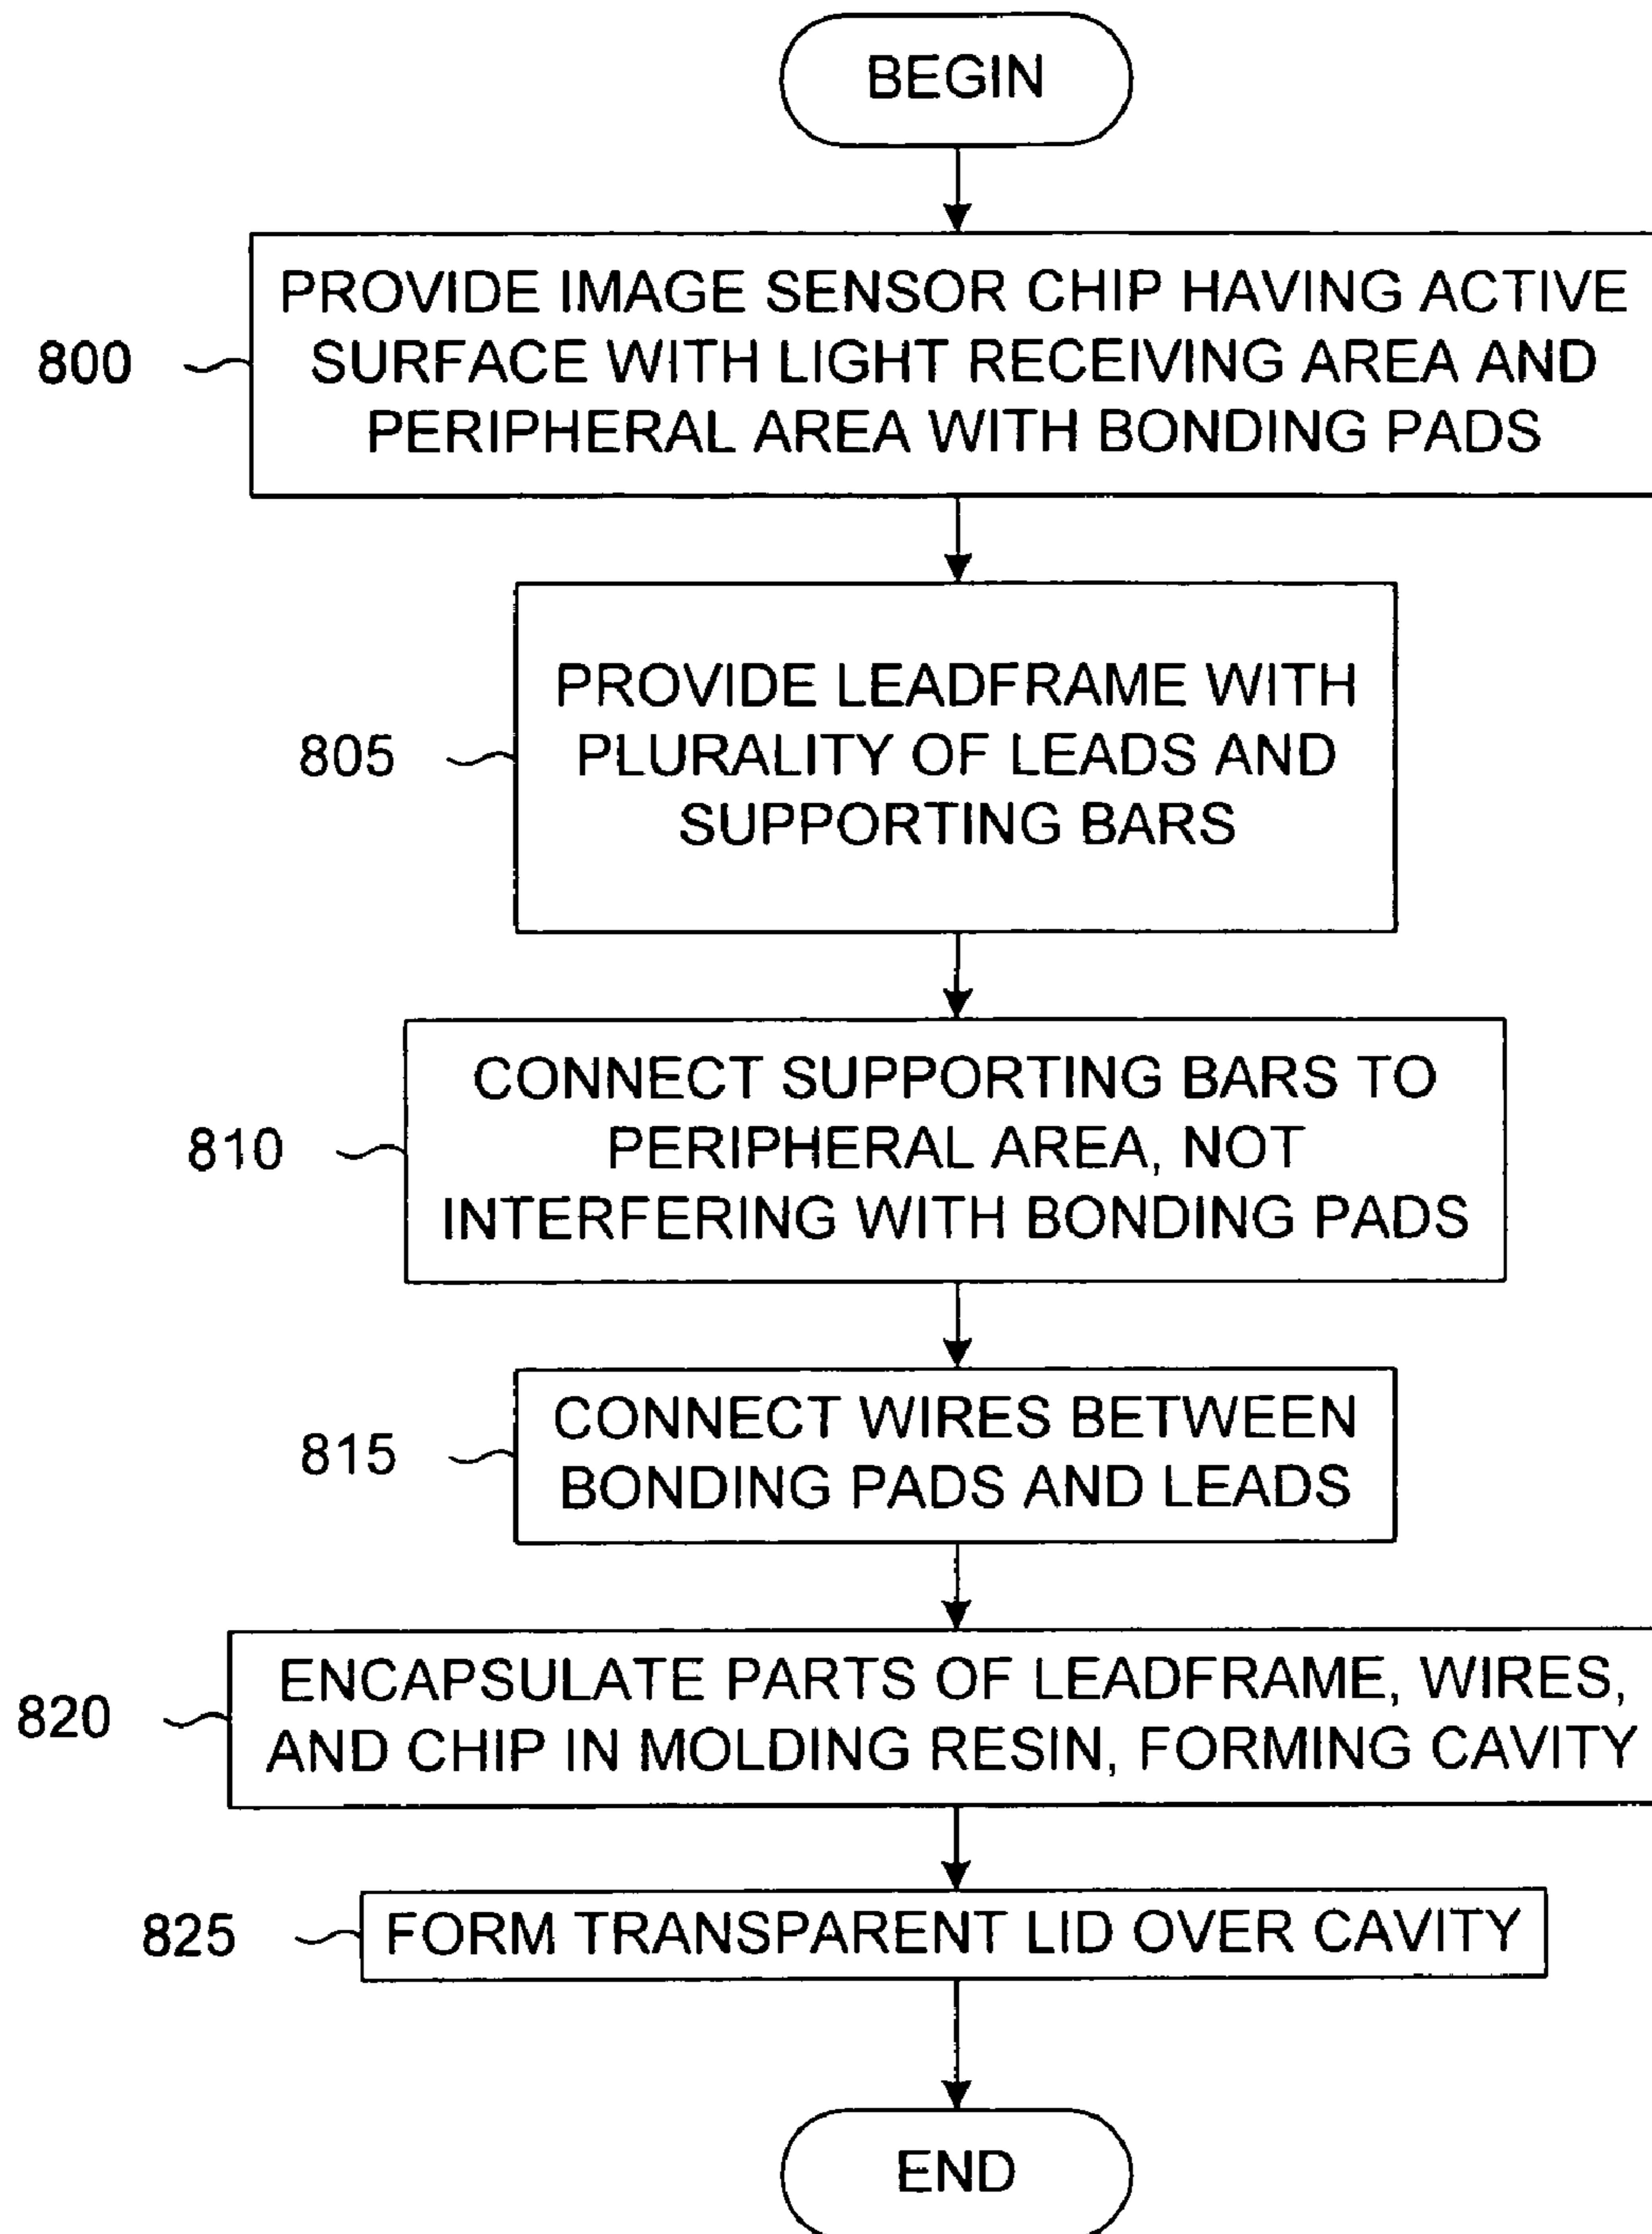 BEGIN
800
PROVIDE IMAGE SENSOR CHIP HAVING ACTIVE
SURFACE WITH LIGHT RECEIVING AREA AND
PERIPHERAL AREA WITH BONDING PADS
805
PROVIDE LEADFRAME WITH
PLURALITY OF LEADS AND
SUPPORTING BARS
810
CONNECT SUPPORTING BARS TO
PERIPHERAL AREA, NOT
INTERFERING WITH BONDING PADS
815
CONNECT WIRES BETWEEN
BONDING PADS AND LEADS
820
ENCAPSULATE PARTS OF LEADFRAME, WIRES,
AND CHIP IN MOLDING RESIN, FORMING CAVITY
825
FORM TRANSPARENT LID OVER CAVITY
END